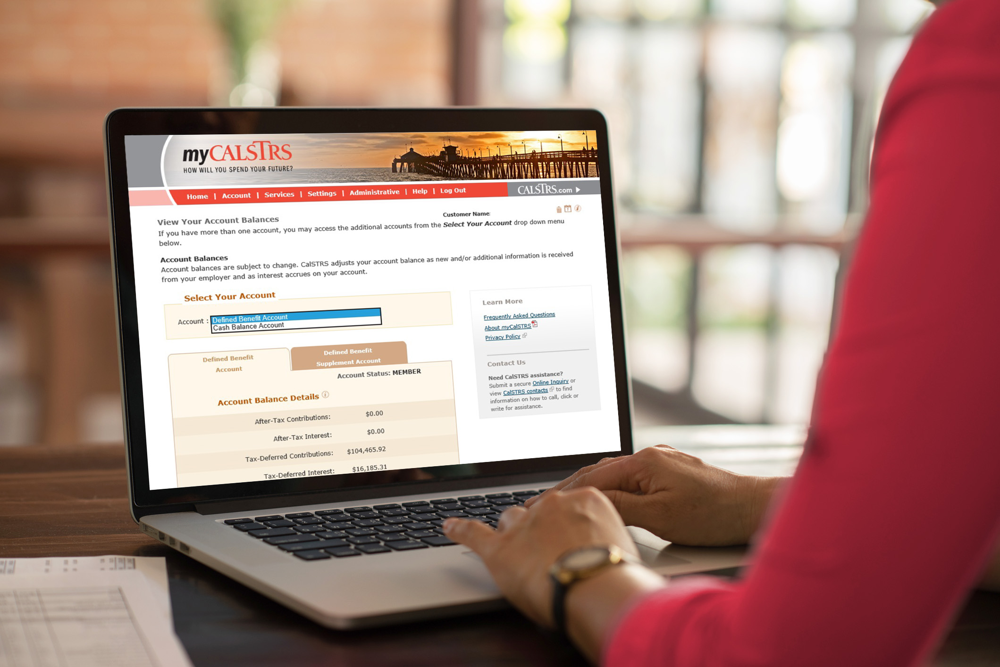 myCALSTRS
HOW WILL YOU SPEND YOUR FUTURE?
Home | Account | Services | Settings | Administrative | Help | Log Out
CALSTRS.com
View Your Account Balances
Customer Name:
If you have more than one account, you may access the additional accounts from the Select Your Account drop down menu
below.
Account Balances
Account balances are subject to change. CalSTRS adjusts your account balance as new and/or additional information is received
from your employer and as interest accrues on your account.
Select Your Account
Account :
Defined Benefit Account
Cash Balance Account
Defined Benefit
Account
Defined Benefit
Supplement Account
Account Status: MEMBER
Account Balance Details
After-Tax Contributions: $0.00
After-Tax Interest: $0.00
Tax-Deferred Contributions: $104,465.92
Tax-Deferred Interest: $16,185.31
Learn More
Frequently Asked Questions
About myCalSTRS
Privacy Policy
Contact Us
Need CalSTRS assistance?
Submit a secure Online Inquiry or
view CalSTRS contacts to find
information on how to call, click or
write for assistance.